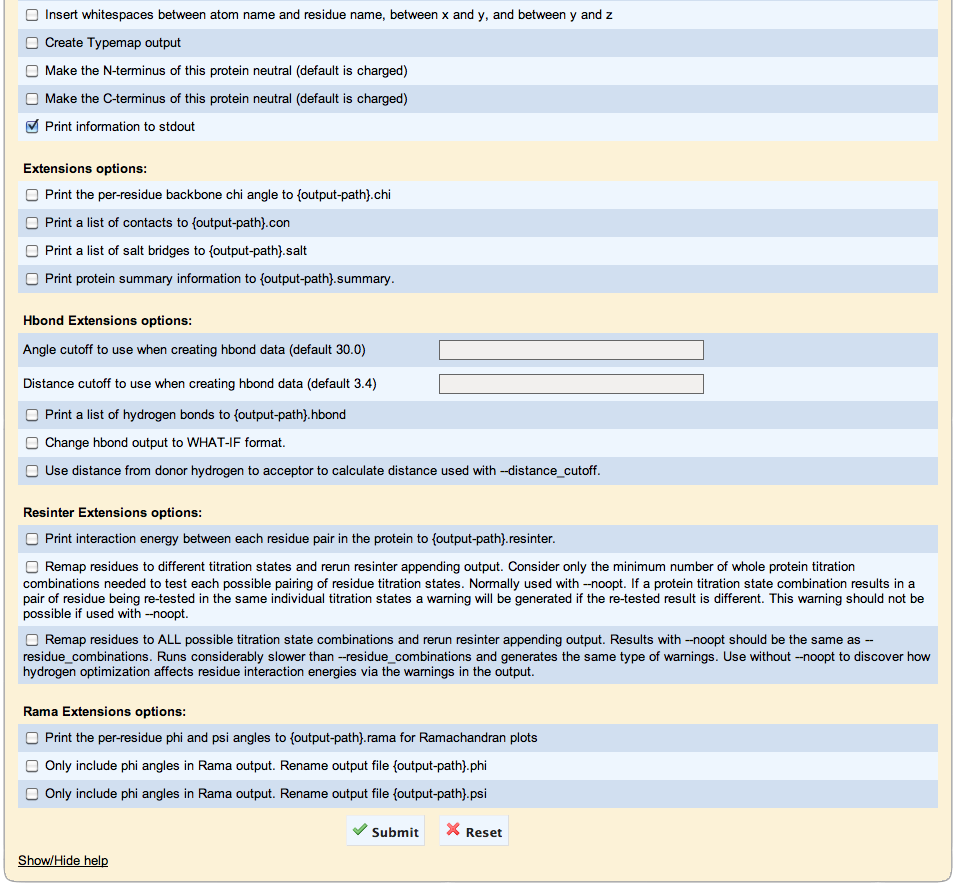 Insert whitespaces between atom name and residue name, between x and y, and between y and z
Create Typemap output
Make the N-terminus of this protein neutral (default is charged)
Make the C-terminus of this protein neutral (default is charged)
Print information to stdout
Extensions options:
Print the per-residue backbone chi angle to {output-path}.chi
Print a list of contacts to {output-path}.con
Print a list of salt bridges to {output-path}.salt
Print protein summary information to {output-path}.summary.
Hbond Extensions options:
Angle cutoff to use when creating hbond data (default 30.0)
Distance cutoff to use when creating hbond data (default 3.4)
Print a list of hydrogen bonds to {output-path}.hbond
Change hbond output to WHAT-IF format.
Use distance from donor hydrogen to acceptor to calculate distance used with --distance_cutoff.
Resinter Extensions options:
Print interaction energy between each residue pair in the protein to {output-path}.resinter.
Remap residues to different titration states and rerun resinter appending output. Consider only the minimum number of whole protein titration
combinations needed to test each possible pairing of residue titration states. Normally used with --noopt. If a protein titration state combination results in a
pair of residue being re-tested in the same individual titration states a warning will be generated if the re-tested result is different. This warning should not be
possible if used with --noopt.
Remap residues to ALL possible titration state combinations and rerun resinter appending output. Results with --noopt should be the same as --
residue_combinations. Runs considerably slower than --residue_combinations and generates the same type of warnings. Use without --noopt to discover how
hydrogen optimization affects residue interaction energies via the warnings in the output.
Rama Extensions options:
Print the per-residue phi and psi angles to {output-path}.rama for Ramachandran plots
Only include phi angles in Rama output. Rename output file {output-path}.phi
Only include phi angles in Rama output. Rename output file {output-path}.psi
Submit Reset
Show/Hide help